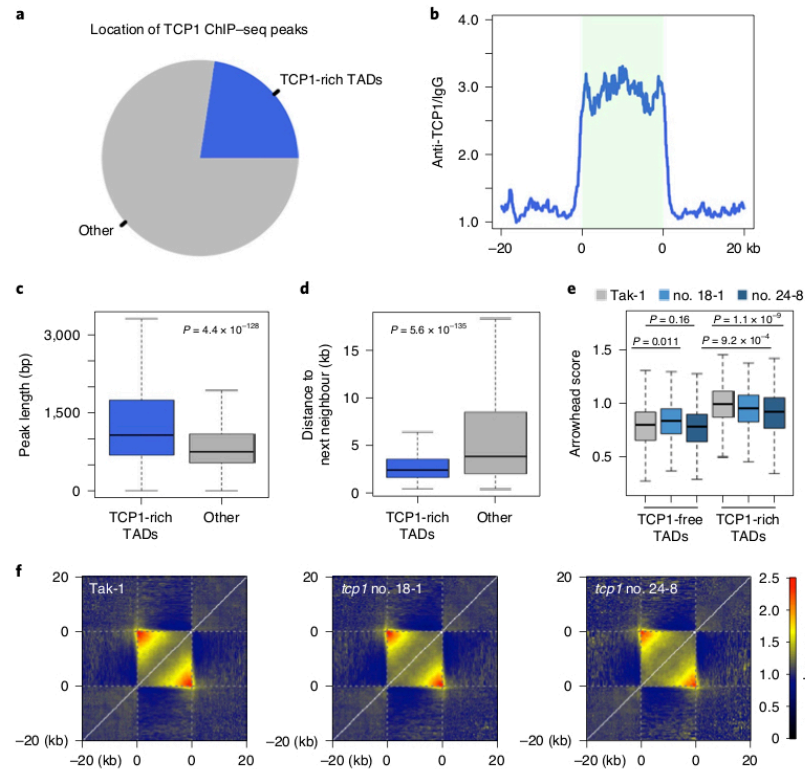 a
Location of TCP1 ChIP–seq peaks
TCP1-rich TADs
Other
b
4.0
3.0
2.0
1.0
Anti-TCP1/IgG
–20
0
0
20 kb
c
P = 4.4 × 10–128
3,000
1,500
0
Peak length (bp)
TCP1-rich
TADs
Other
d
P = 5.6 × 10–135
15
10
5
0
Distance to
next neighbour (kb)
TCP1-rich
TADs
Other
e
Tak-1
no. 18-1
no. 24-8
P = 0.16
P = 1.1 × 10–9
P = 0.011
P = 9.2 × 10–4
1.5
1.0
0.5
Arrowhead score
TCP1-free
TADs
TCP1-rich
TADs
f
20
0
0
–20 (kb)
Tak-1
–20 (kb)
0
0
20
20
0
0
–20 (kb)
tcp1 no. 18-1
–20 (kb)
0
0
20
20
0
0
–20 (kb)
tcp1 no. 24-8
–20 (kb)
0
0
20
2.5
2.0
1.5
1.0
0.5
0